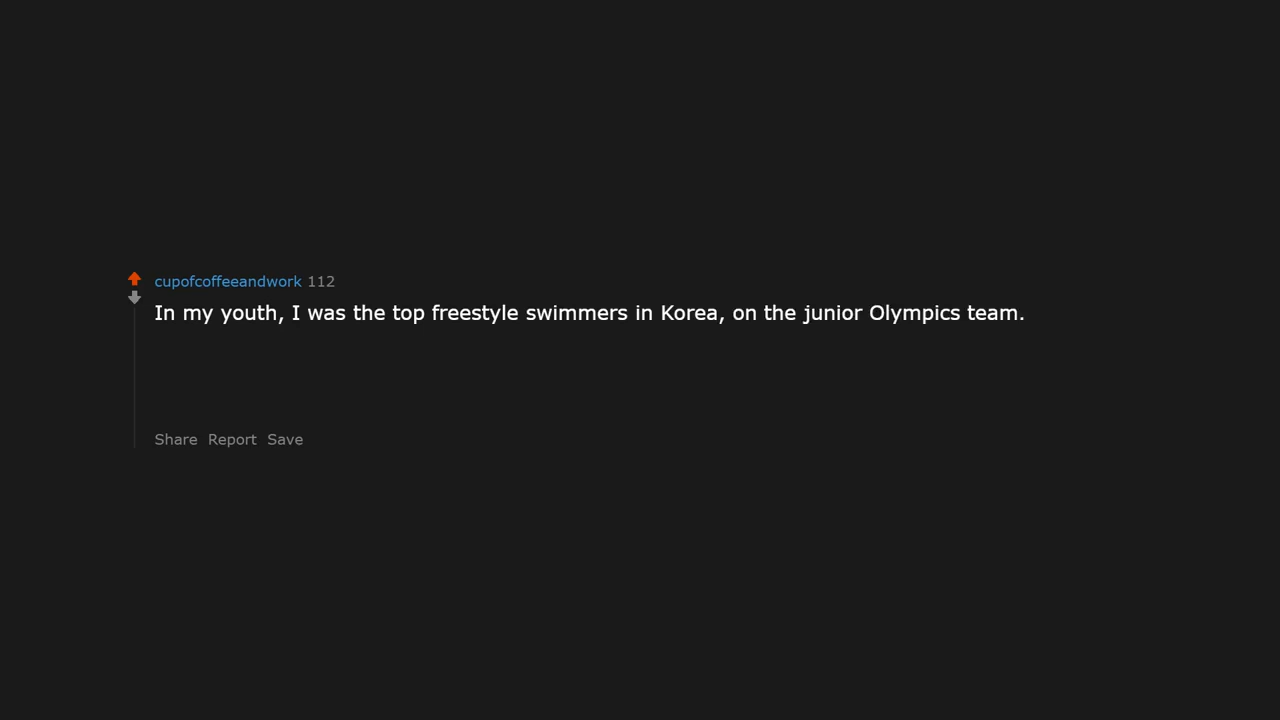 cupofcoffeeandwork 112
In my youth, I was the top freestyle swimmers in Korea, on the junior Olympics team.
Share Report Save